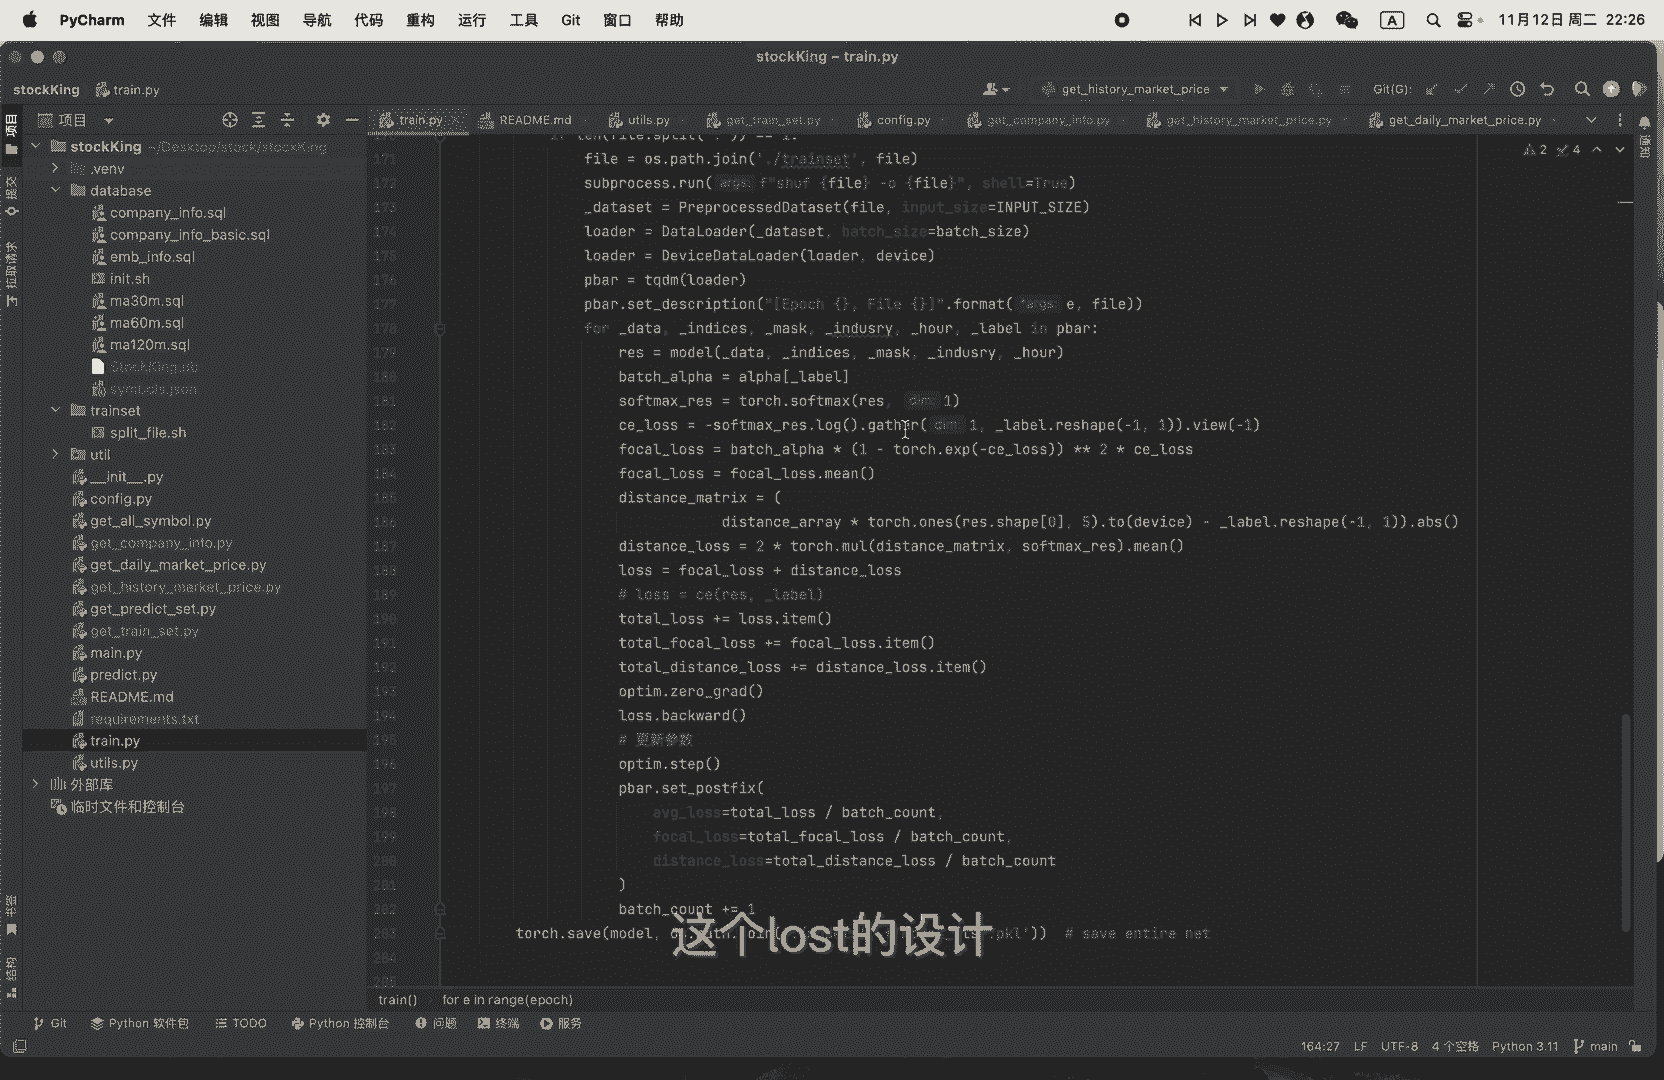 PyCharm 文件 编辑 视图 导航 代码 重构 运行 工具 Git 窗口 帮助 A 11月12日 周二 22:26
stockKing – train.py
stockKing train.py get_history_market_price Git(G):
项目 train.py README.md utils.py get_train_set.py config.py get_company_info.py get_history_market_price.py get_daily_market_price.py
项目
提交
拉取请求
书签
结构
通知
2 4
stockKing ~/Desktop/stock/stockKing
.venv
database
company_info.sql
company_info_basic.sql
emb_info.sql
init.sh
ma30m.sql
ma60m.sql
ma120m.sql
StockKing.db
symbols.json
trainset
split_file.sh
util
__init__.py
config.py
get_all_symbol.py
get_company_info.py
get_daily_market_price.py
get_history_market_price.py
get_predict_set.py
get_train_set.py
main.py
predict.py
README.md
requirements.txt
train.py
utils.py
外部库
临时文件和控制台
171 file = os.path.join('./trainset', file)
172 subprocess.run( args: f"shuf {file} -o {file}", shell=True)
173 _dataset = PreprocessedDataset(file, input_size=INPUT_SIZE)
174 loader = DataLoader(_dataset, batch_size=batch_size)
175 loader = DeviceDataLoader(loader, device)
176 pbar = tqdm(loader)
177 pbar.set_description("[Epoch {}, File {}]".format( *args: e, file))
178 for _data, _indices, _mask, _indusry, _hour, _label in pbar:
179 res = model(_data, _indices, _mask, _indusry, _hour)
180 batch_alpha = alpha[_label]
181 softmax_res = torch.softmax(res, dim: 1)
182 ce_loss = -softmax_res.log().gather( dim: 1, _label.reshape(-1, 1)).view(-1)
183 focal_loss = batch_alpha * (1 - torch.exp(-ce_loss)) ** 2 * ce_loss
184 focal_loss = focal_loss.mean()
185 distance_matrix = (
186 distance_array * torch.ones(res.shape[0], 5).to(device) - _label.reshape(-1, 1)).abs()
187 distance_loss = 2 * torch.mul(distance_matrix, softmax_res).mean()
188 loss = focal_loss + distance_loss
189 # loss = ce(res, _label)
190 total_loss += loss.item()
191 total_focal_loss += focal_loss.item()
192 total_distance_loss += distance_loss.item()
193 optim.zero_grad()
194 loss.backward()
195 # 更新参数
196 optim.step()
197 pbar.set_postfix(
198 avg_loss=total_loss / batch_count,
199 focal_loss=total_focal_loss / batch_count,
200 distance_loss=total_distance_loss / batch_count
201 )
202 batch_count += 1
203 torch.save(model, .pkl')) # save entire net
204
205
这个lost的设计
train() for e in range(epoch)
Git Python 软件包 TODO Python 控制台 问题 终端 服务
164:27 LF UTF-8 4 个空格 Python 3.11 main